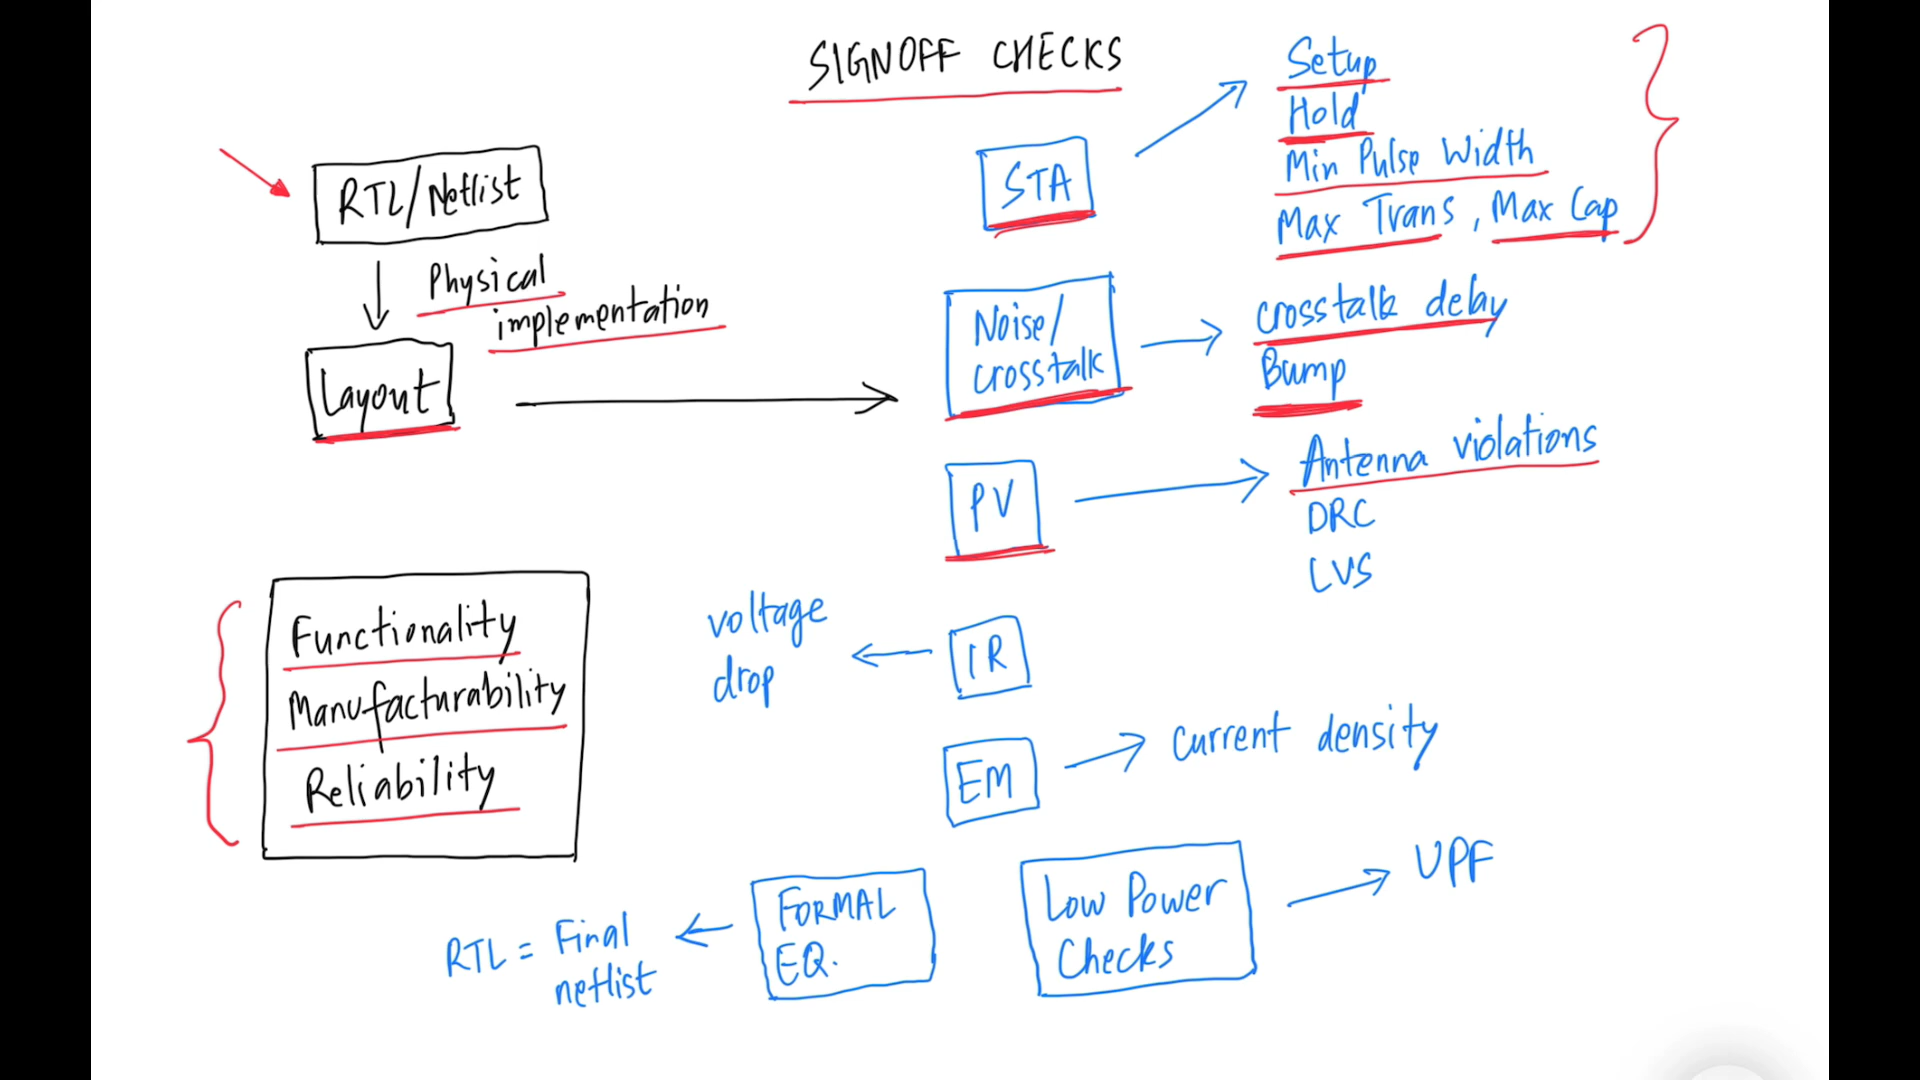 SIGNOFF CHECKS
RTL/Netlist
Physical
implementation
Layout
Functionality
Manufacturability
Reliability
STA
Setup
Hold
Min Pulse Width
Max Trans, Max Cap
Noise/
crosstalk
crosstalk delay
Bump
PV
Antenna violations
DRC
LVS
IR
voltage
drop
EM
current density
FORMAL
EQ.
RTL = Final
netlist
Low Power
Checks
UPF